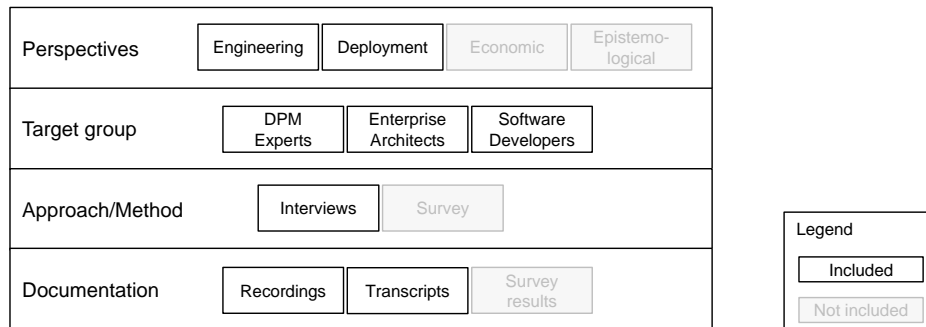 Perspectives
Engineering
Deployment
Economic
Epistemo-
logical
Target group
DPM
Experts
Enterprise
Architects
Software
Developers
Approach/Method
Interviews
Survey
Documentation
Recordings
Transcripts
Survey
results
Legend
Included
Not included